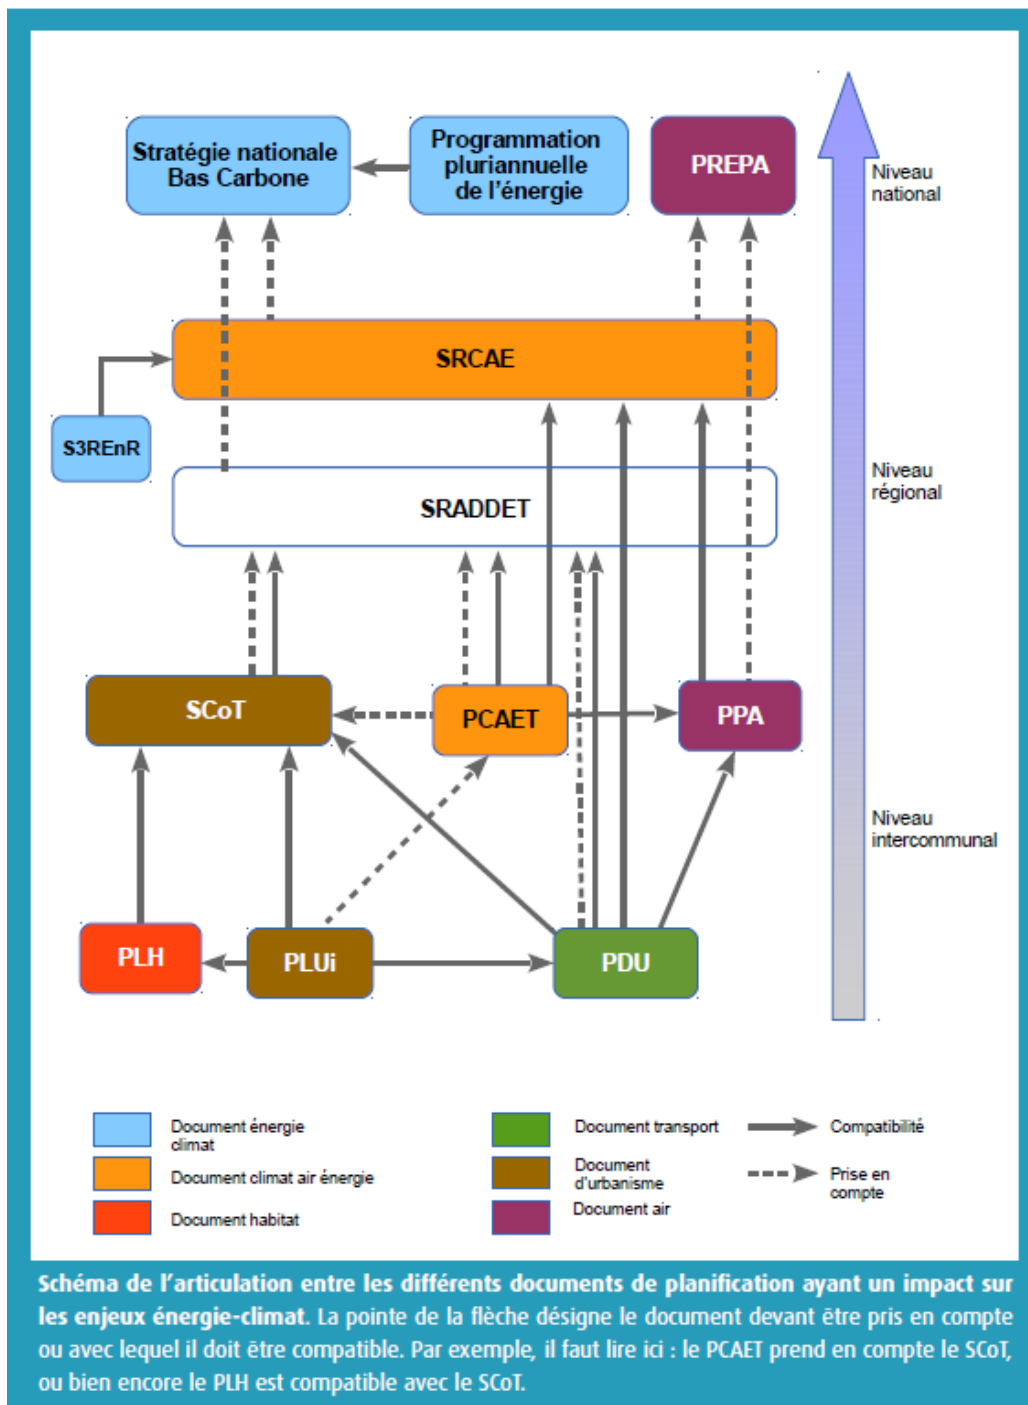 Stratégie nationale
Bas Carbone
Programmation
pluriannuelle
de l'énergie
PREPA
Niveau
national
SRCAE
S3REnR
Niveau
régional
SRADDET
SCoT
PCAET
PPA
Niveau
intercommunal
PLH
PLUi
PDU
Document énergie
climat
Document climat air énergie
Document habitat
Document transport
Document
d'urbanisme
Document air
Compatibilité
Prise en
compte
Schéma de l'articulation entre les différents documents de planification ayant un impact sur
les enjeux énergie-climat. La pointe de la flèche désigne le document devant être pris en compte
ou avec lequel il doit être compatible. Par exemple, il faut lire ici : le PCAET prend en compte le SCoT,
ou bien encore le PLH est compatible avec le SCoT.